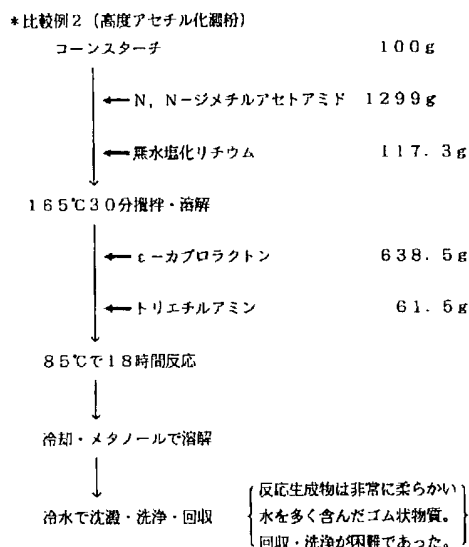 *比較例2(高度アセチル化澱粉)
コーンスターチ 100g
←N,N-ジメチルアセトアミド 1299g
←無水塩化リチウム 117.3g
165℃30分攪拌・溶解
←ε-カプロラクトン 638.5g
←トリエチルアミン 61.5g
85℃で18時間反応
冷却・メタノールで溶解
冷水で沈澱・洗浄・回収
反応生成物は非常に柔らかい
水を多く含んだゴム状物質。
回収・洗浄が困難であった。